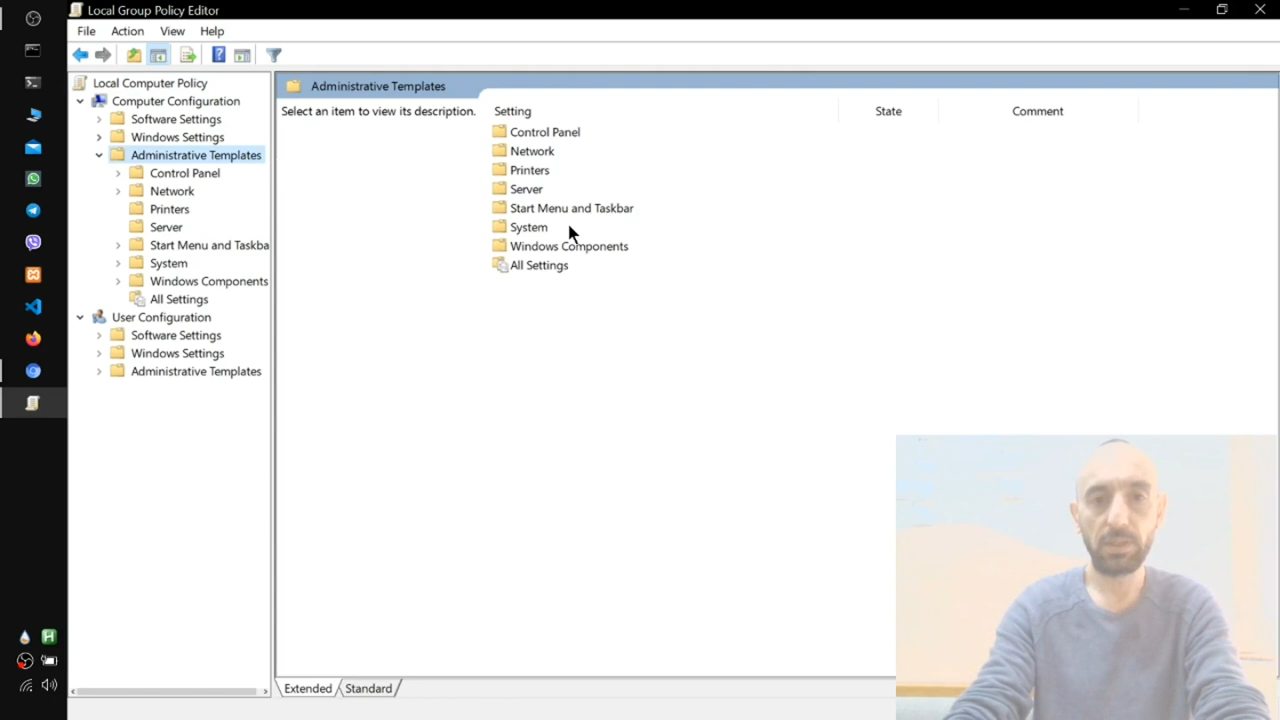 Local Group Policy Editor
File Action View Help
Local Computer Policy
Computer Configuration
Software Settings
Windows Settings
Administrative Templates
Control Panel
Network
Printers
Server
Start Menu and Taskba
System
Windows Components
All Settings
User Configuration
Software Settings
Windows Settings
Administrative Templates
Administrative Templates
Select an item to view its description.
Setting State Comment
Control Panel
Network
Printers
Server
Start Menu and Taskbar
System
Windows Components
All Settings
Extended Standard
H